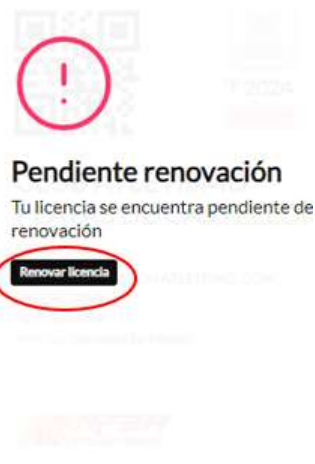 Pendiente renovación
Tu licencia se encuentra pendiente de
renovación
Renovar licencia